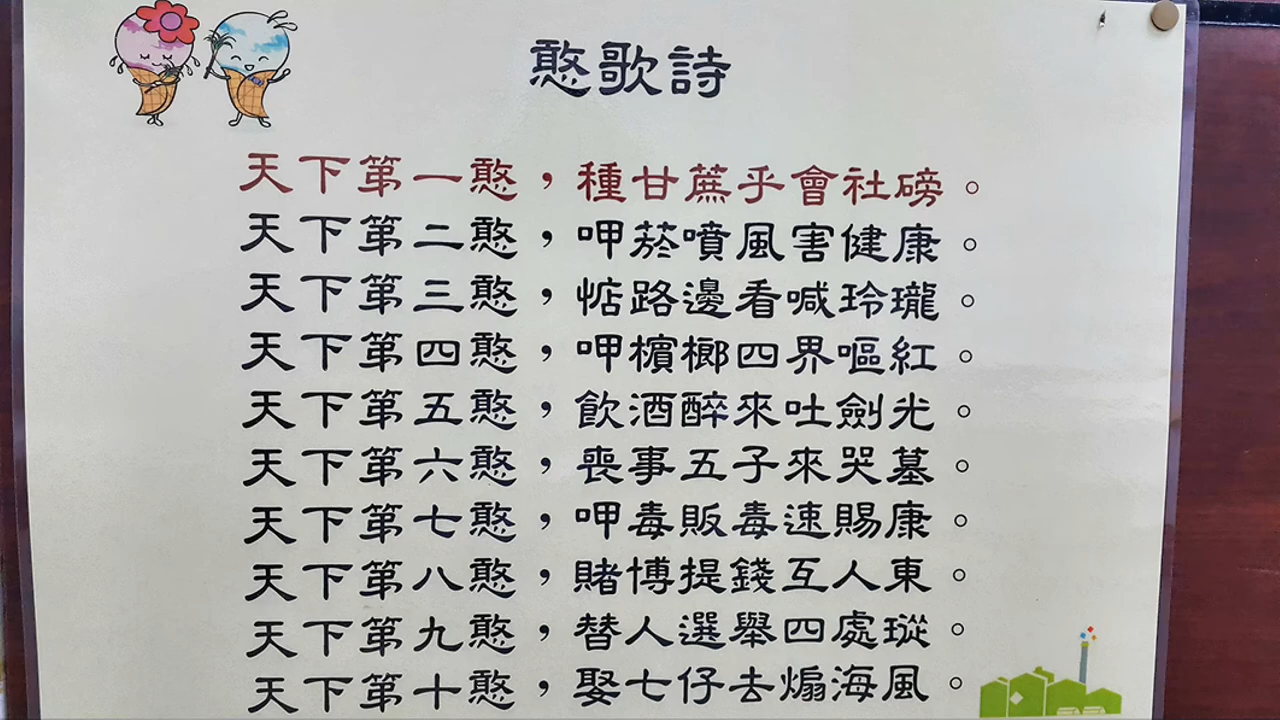 憨歌詩
天下第一憨，種甘蔗乎會社磅。
天下第二憨，呷菸噴風害健康。
天下第三憨，惦路邊看喊玲瓏。
天下第四憨，呷檳榔四界嘔紅。
天下第五憨，飲酒醉來吐劍光。
天下第六憨，喪事五子來哭墓。
天下第七憨，呷毒販毒速賜康。
天下第八憨，賭博提錢互人東。
天下第九憨，替人選舉四處瑽。
天下第十憨，娶七仔去煽海風。